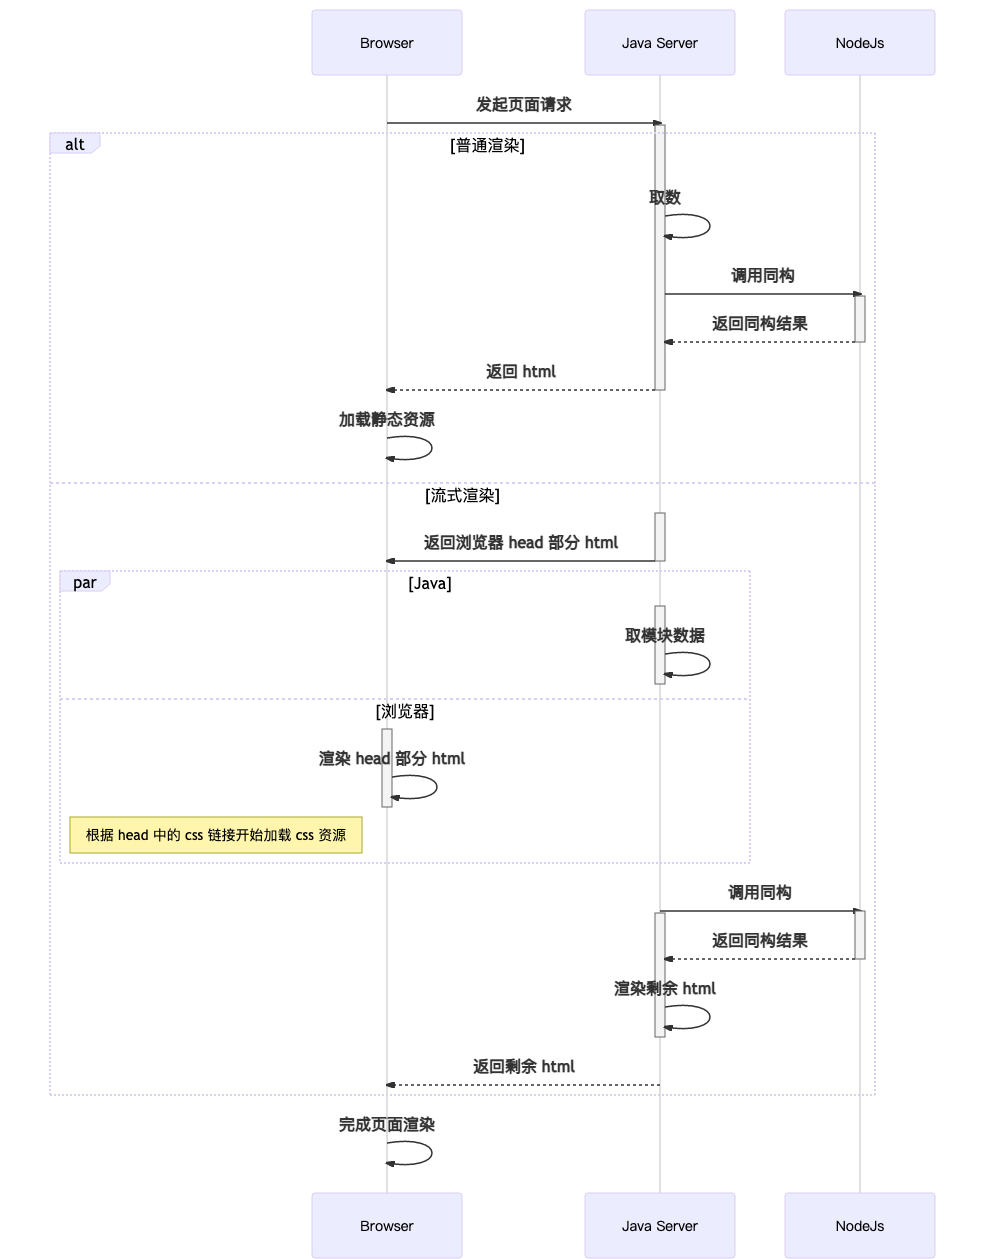 Browser
Java Server
NodeJs
发起页面请求
alt
[普通渲染]
取数
调用同构
返回同构结果
返回 html
加载静态资源
[流式渲染]
返回浏览器 head 部分 html
par
[Java]
取模块数据
[浏览器]
渲染 head 部分 html
根据 head 中的 css 链接开始加载 css 资源
调用同构
返回同构结果
渲染剩余 html
返回剩余 html
完成页面渲染
Browser
Java Server
NodeJs